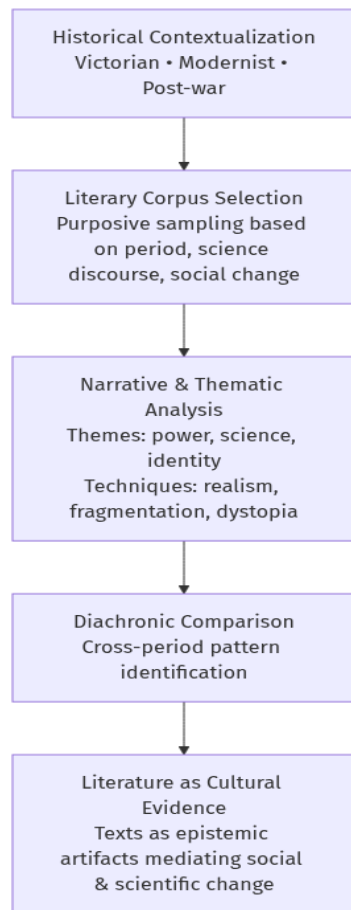 Historical Contextualization
Victorian • Modernist •
Post-war
Literary Corpus Selection
Purposive sampling based
on period, science
discourse, social change
Narrative & Thematic
Analysis
Themes: power, science,
identity
Techniques: realism,
fragmentation, dystopia
Diachronic Comparison
Cross-period pattern
identification
Literature as Cultural
Evidence
Texts as epistemic
artifacts mediating social
& scientific change